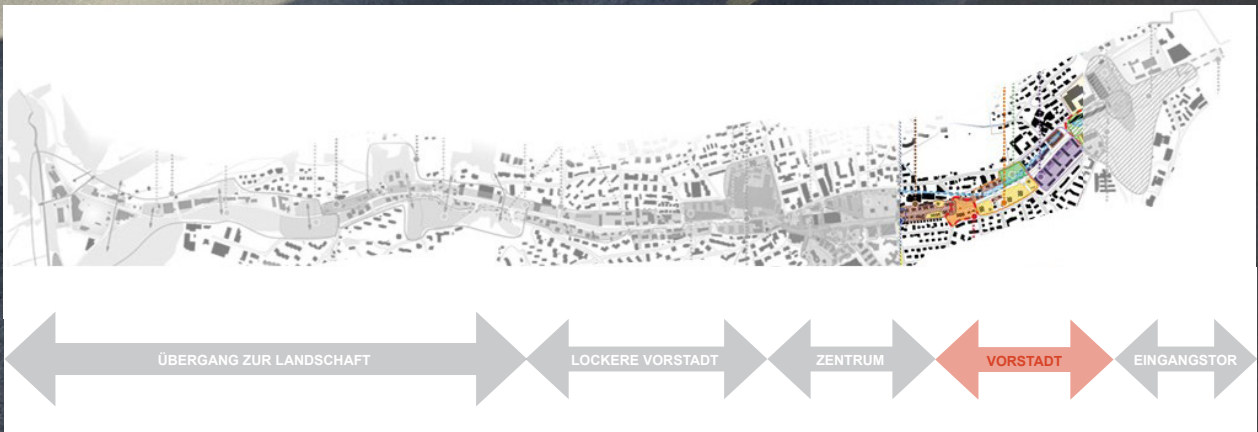 ÜBERGANG ZUR LANDSCHAFT
LOCKERE VORSTADT
ZENTRUM
VORSTADT
EINGANGSTOR